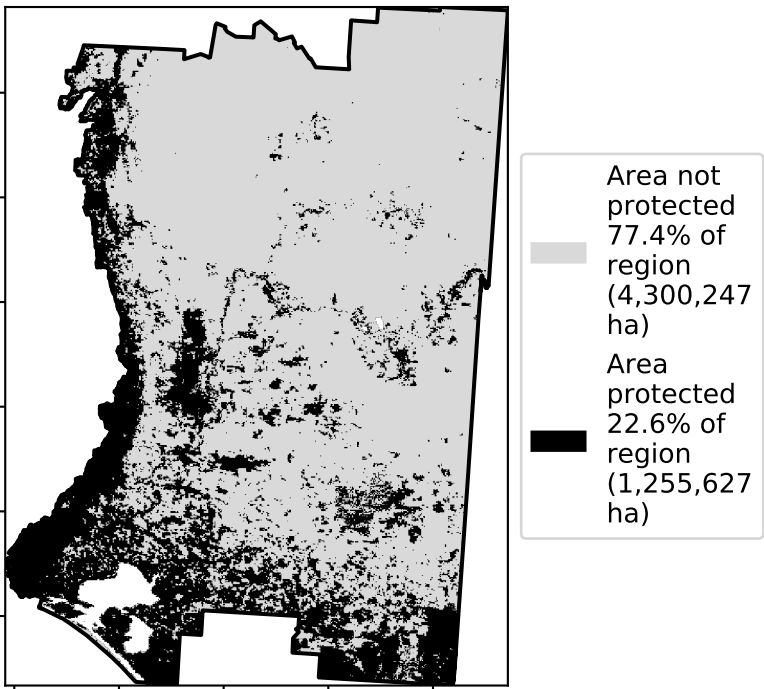 Area not
protected
77.4% of
region
(4,300,247
ha)
Area
protected
22.6% of
region
(1,255,627
ha)